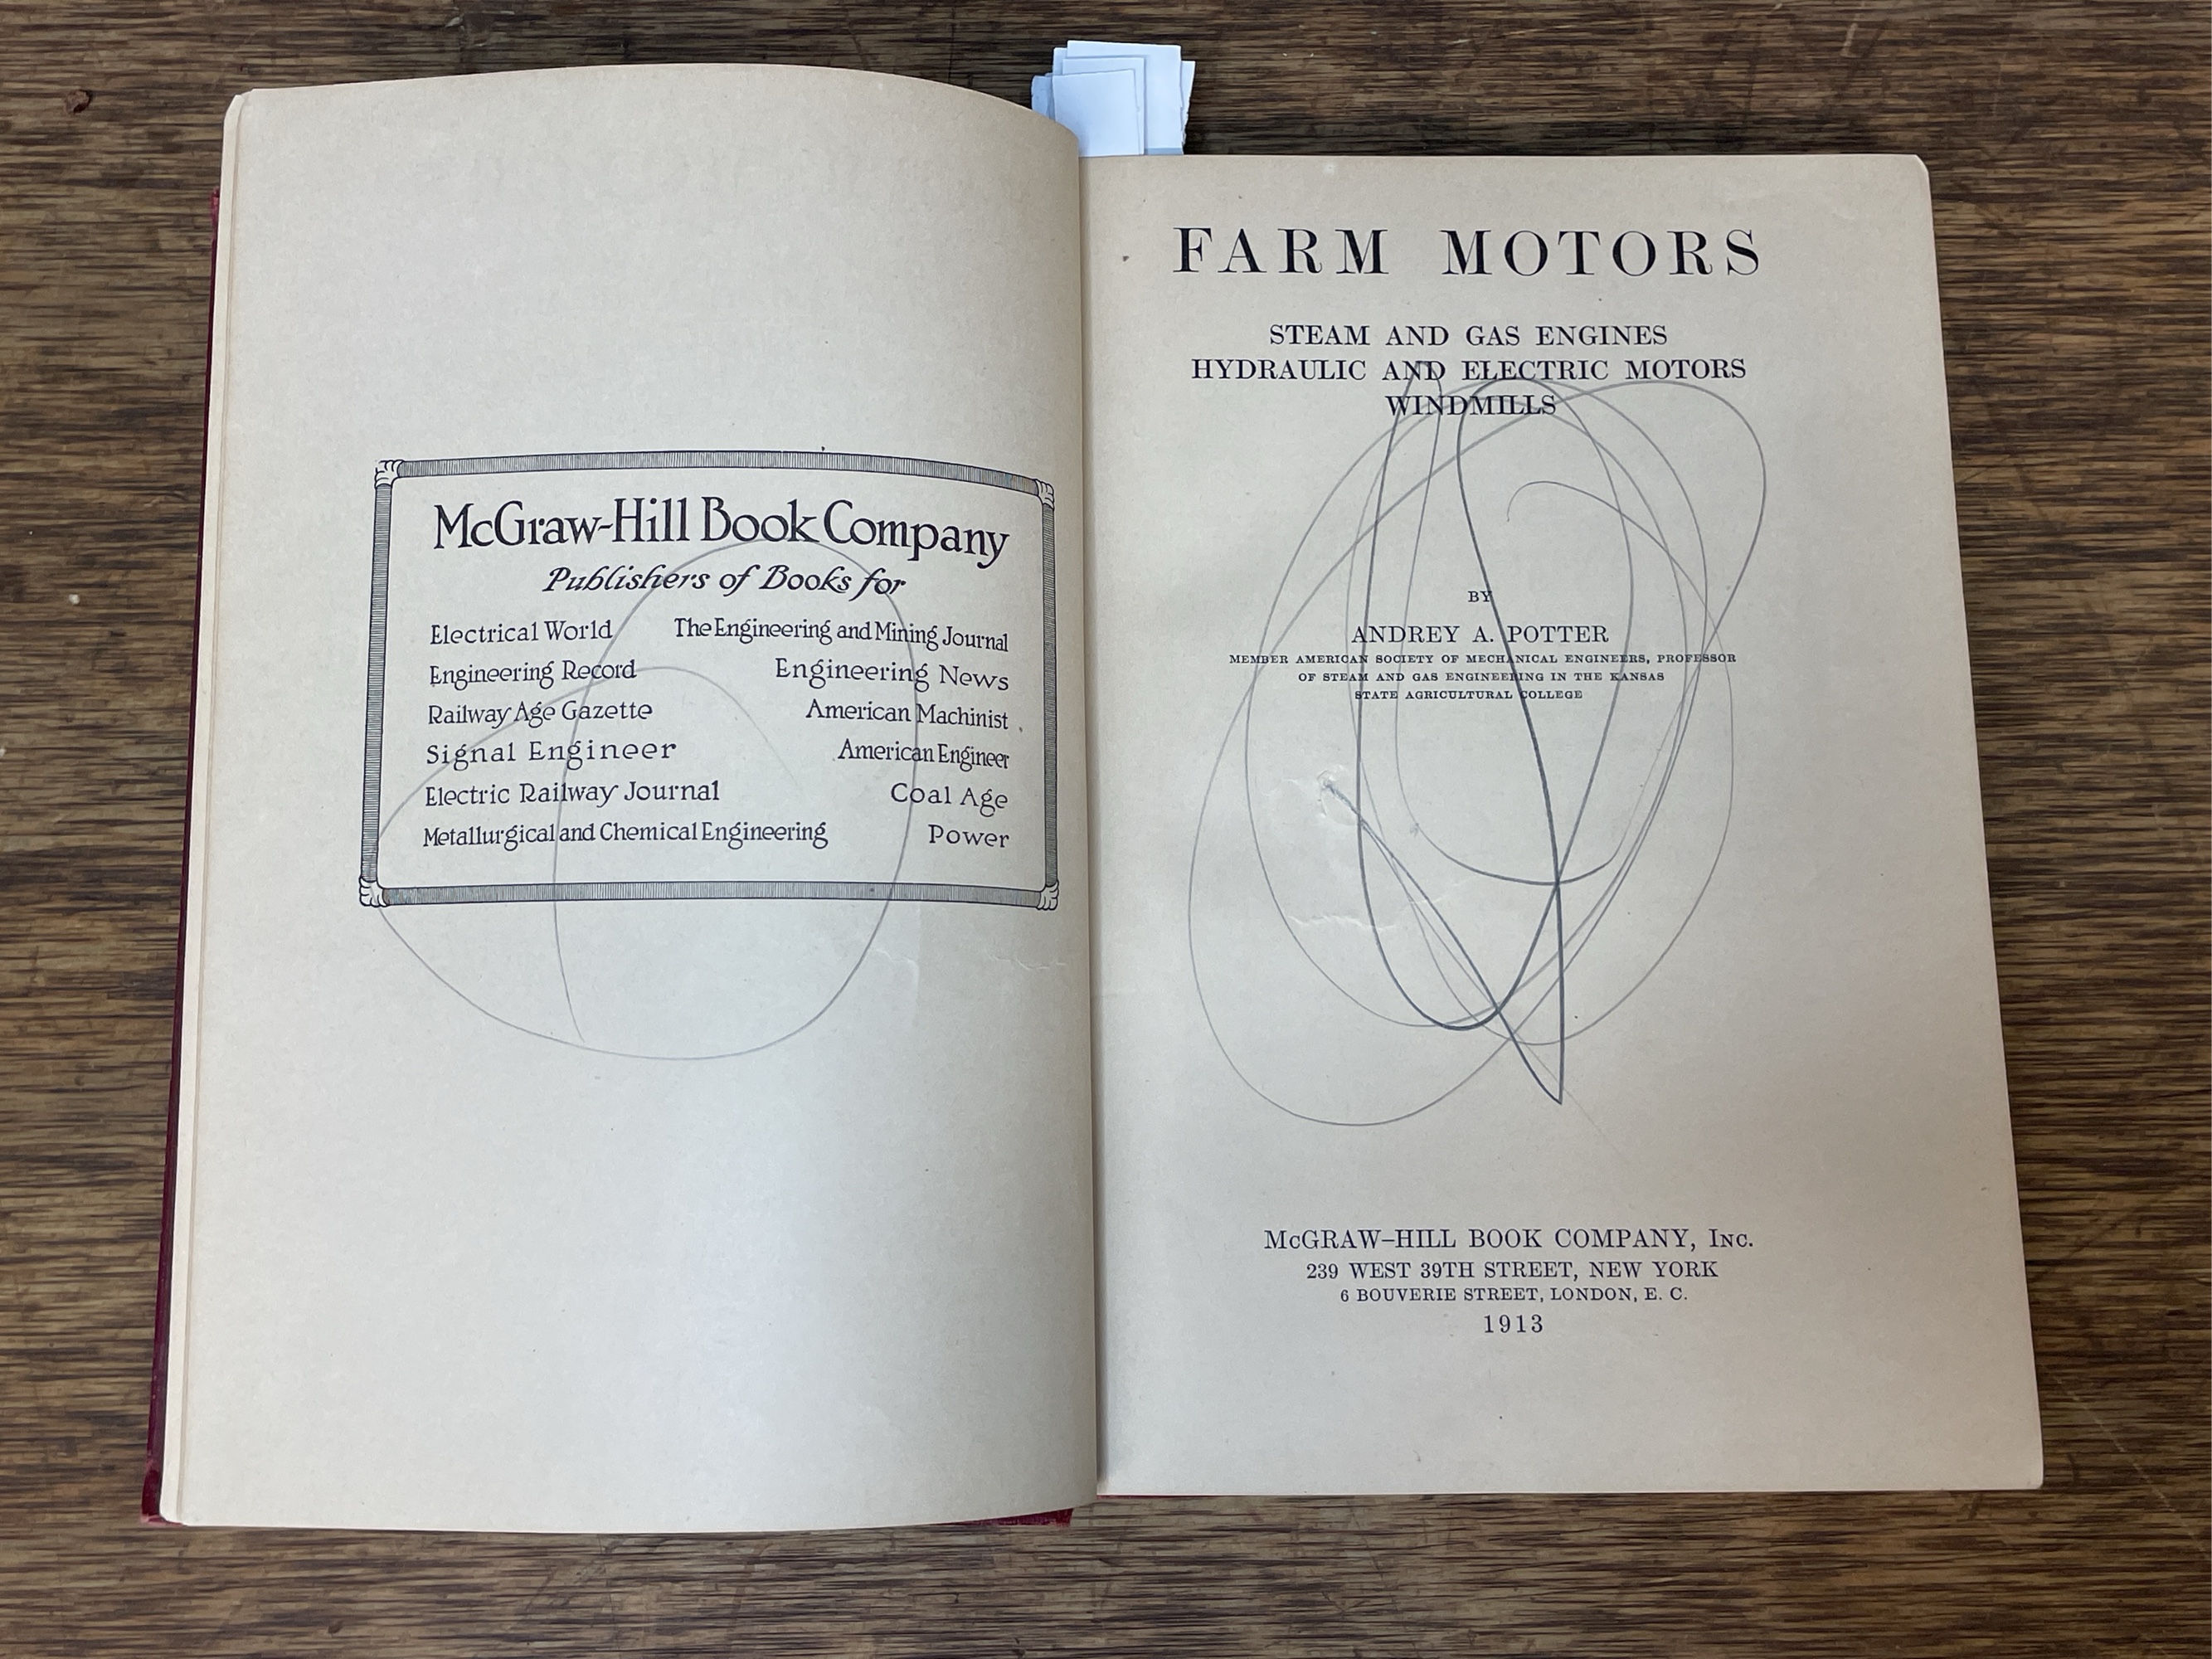 McGraw-Hill Book Company
Publishers of Books for
Electrical World The Engineering and Mining Journal
Engineering Record Engineering News
Railway Age Gazette American Machinist
Signal Engineer American Engineer
Electric Railway Journal Coal Age
Metallurgical and Chemical Engineering Power
FARM MOTORS
STEAM AND GAS ENGINES
HYDRAULIC AND ELECTRIC MOTORS
WINDMILLS
BY
ANDREY A. POTTER
MEMBER AMERICAN SOCIETY OF MECHANICAL ENGINEERS, PROFESSOR
OF STEAM AND GAS ENGINEERING IN THE KANSAS
STATE AGRICULTURAL COLLEGE
McGRAW-HILL BOOK COMPANY, Inc.
239 WEST 39TH STREET, NEW YORK
6 BOUVERIE STREET, LONDON, E. C.
1913